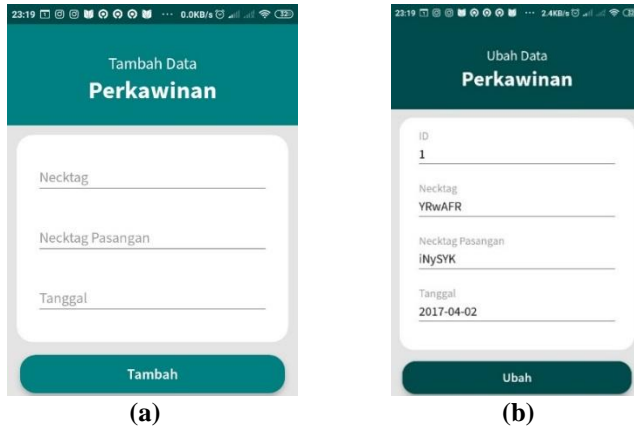 23:19 ... 0.0KB/s 33
Tambah Data
Perkawinan
Necktag
Necktag Pasangan
Tanggal
Tambah
(a)
23:19 ... 2.4KB/s
Ubah Data
Perkawinan
ID
1
Necktag
YRwAFR
Necktag Pasangan
iNySYK
Tanggal
2017-04-02
Ubah
(b)